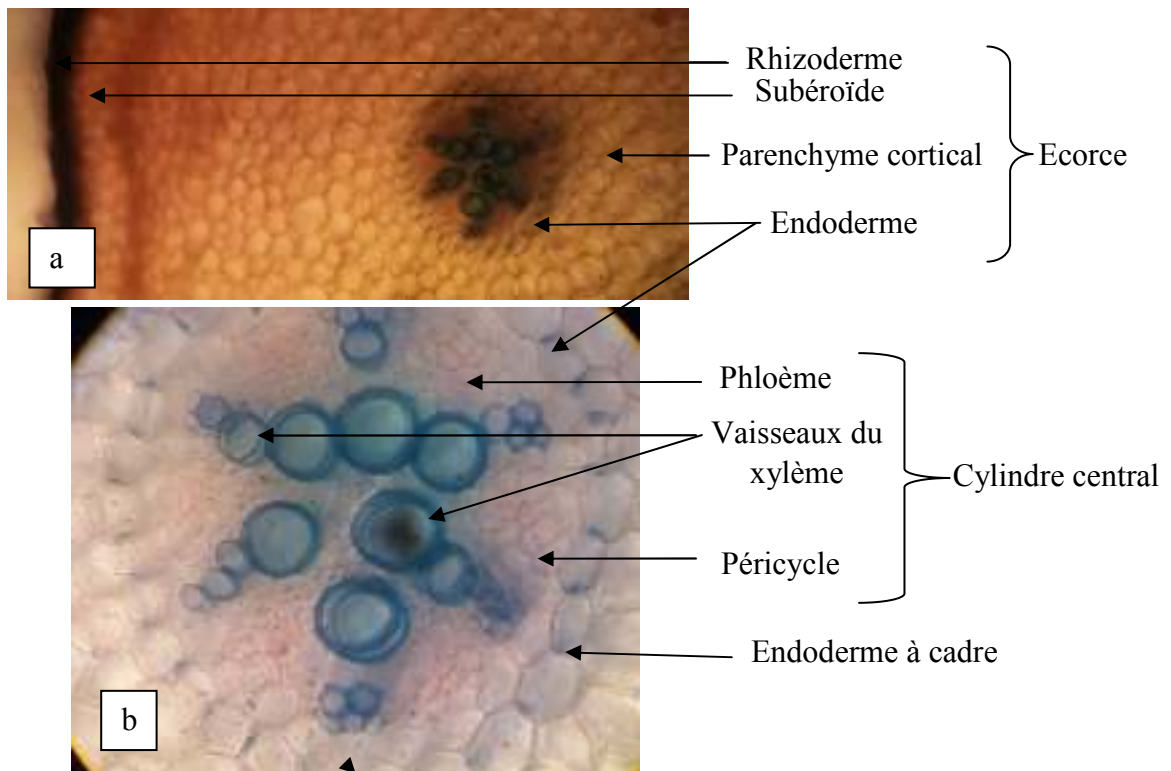 Rhizoderme
Subéroïde
Parenchyme cortical
Ecorce
Endoderme
a
Phloème
Vaisseaux du
xylème
Cylindre central
Péricycle
Endoderme à cadre
b